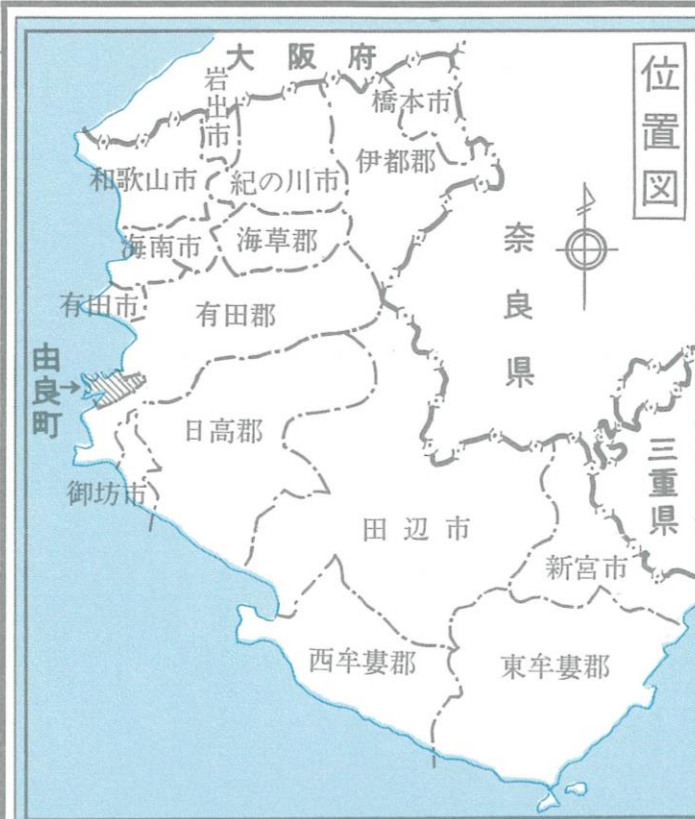 位置図
大阪府
岩出市
橋本市
和歌山市
紀の川市
伊都郡
海南市
海草郡
奈良県
有田市
有田郡
由良町
日高郡
三重県
御坊市
田辺市
新宮市
西牟婁郡
東牟婁郡